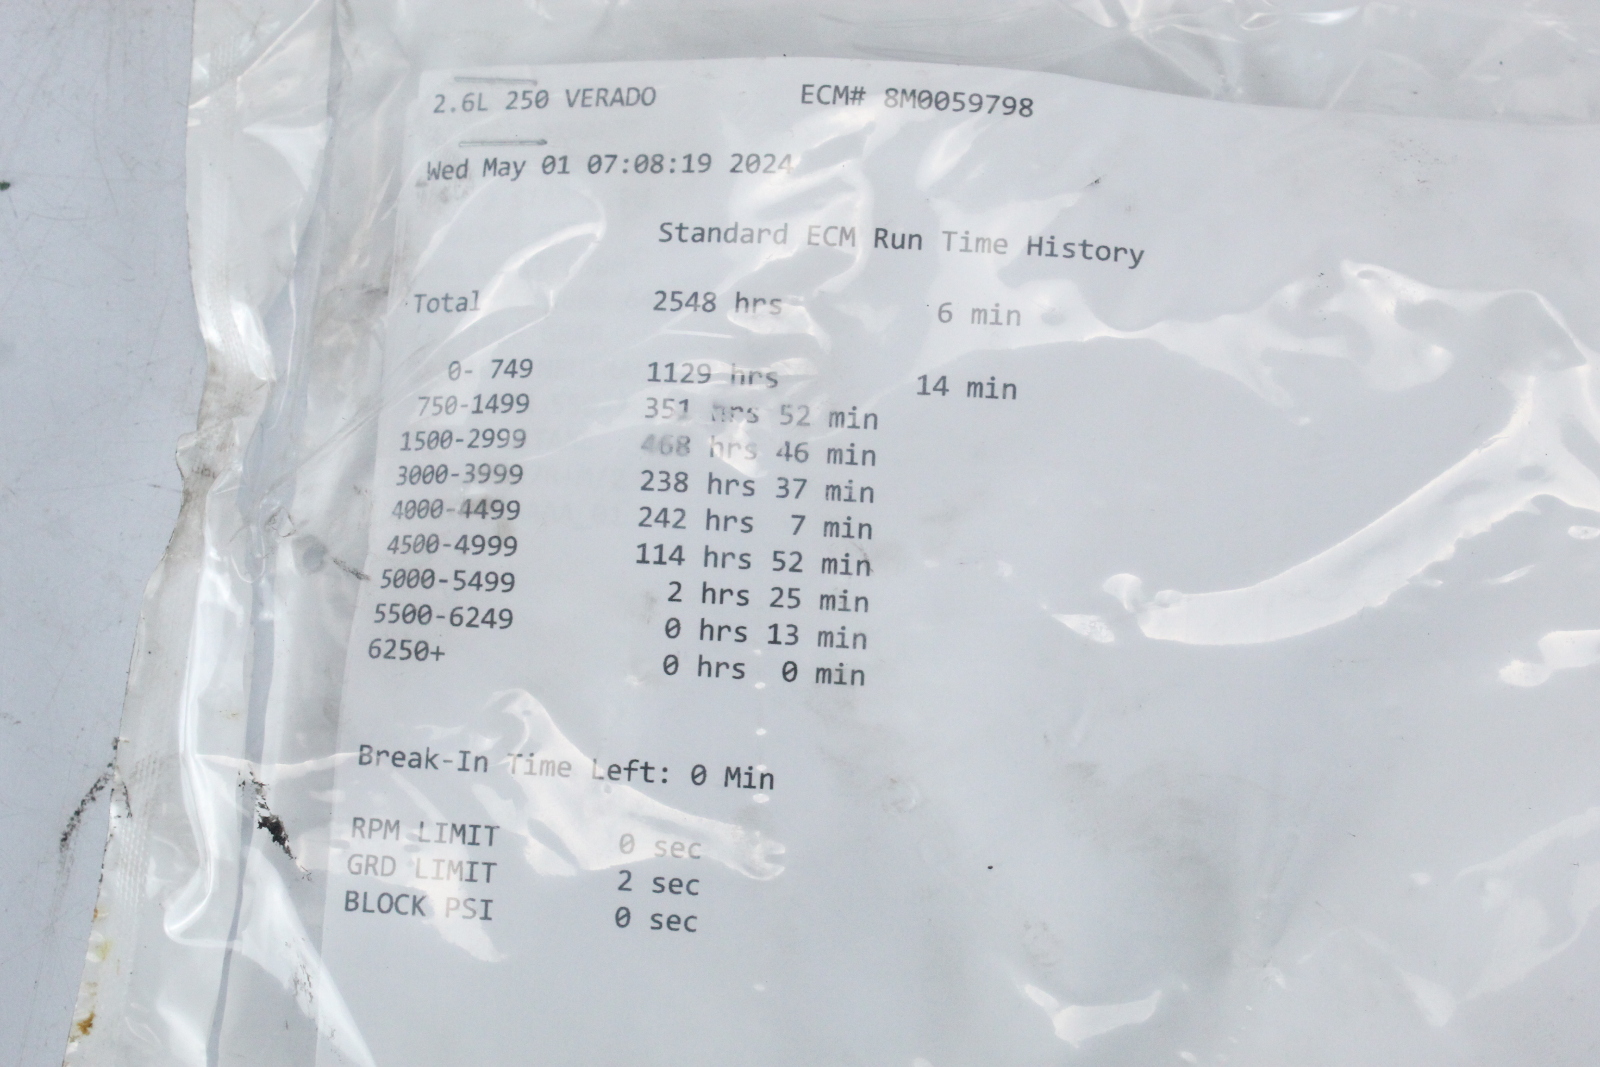 2.6L 250 VERADO ECM# 8M0059798
Wed May 01 07:08:19 2024
Standard ECM Run Time History
Total 2548 hrs 6 min
0- 749 1129 hrs 14 min
750-1499 351 hrs 52 min
1500-2999 468 hrs 46 min
3000-3999 238 hrs 37 min
4000-4499 242 hrs 7 min
4500-4999 114 hrs 52 min
5000-5499 2 hrs 25 min
5500-6249 0 hrs 13 min
6250+ 0 hrs 0 min
Break-In Time Left: 0 Min
RPM LIMIT 0 sec
GRD LIMIT 2 sec
BLOCK PSI 0 sec